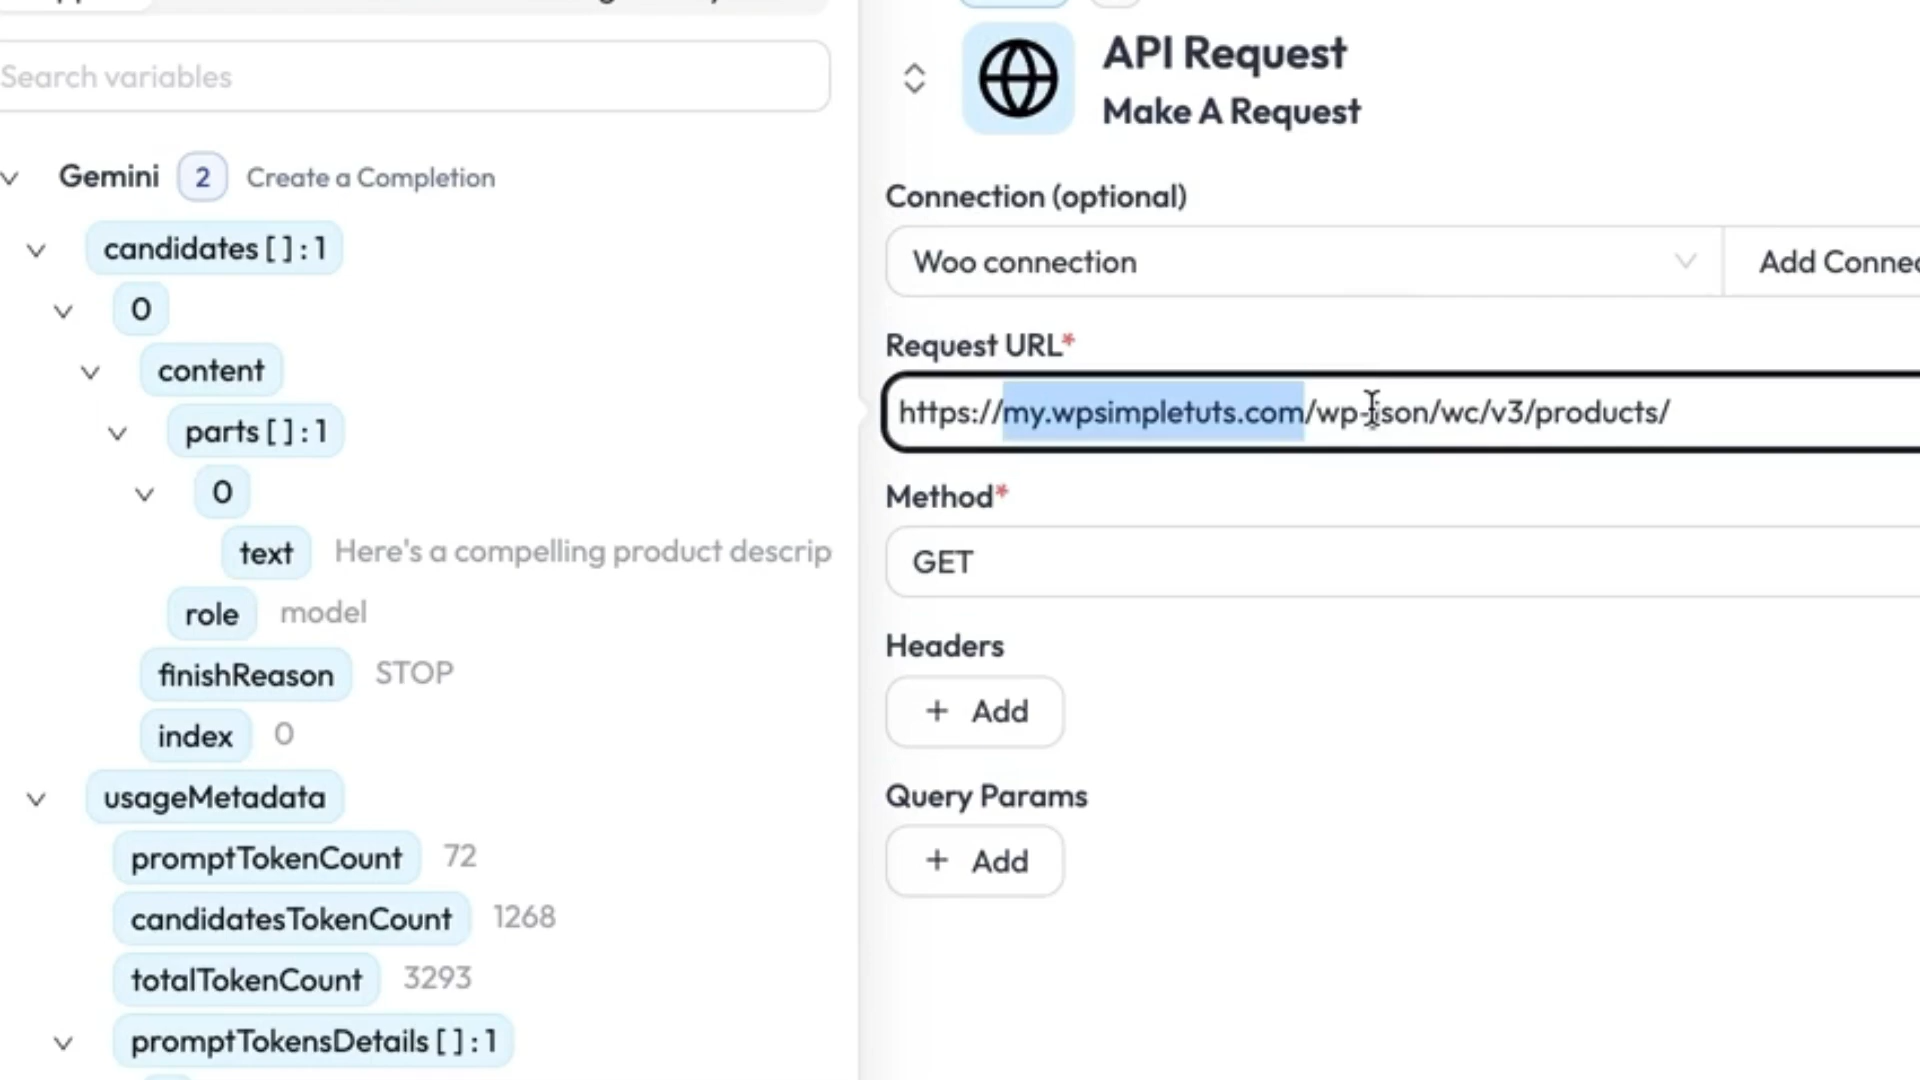 Search variables
Gemini 2 Create a Completion
candidates [ ] : 1
0
content
parts [ ] : 1
0
text Here's a compelling product descrip
role model
finishReason STOP
index 0
usageMetadata
promptTokenCount 72
candidatesTokenCount 1268
totalTokenCount 3293
promptTokensDetails [ ] : 1
API Request
Make A Request
Connection (optional)
Woo connection
Add Connec
Request URL*
https://my.wpsimpletuts.com/wp-json/wc/v3/products/
Method*
GET
Headers
+ Add
Query Params
+ Add